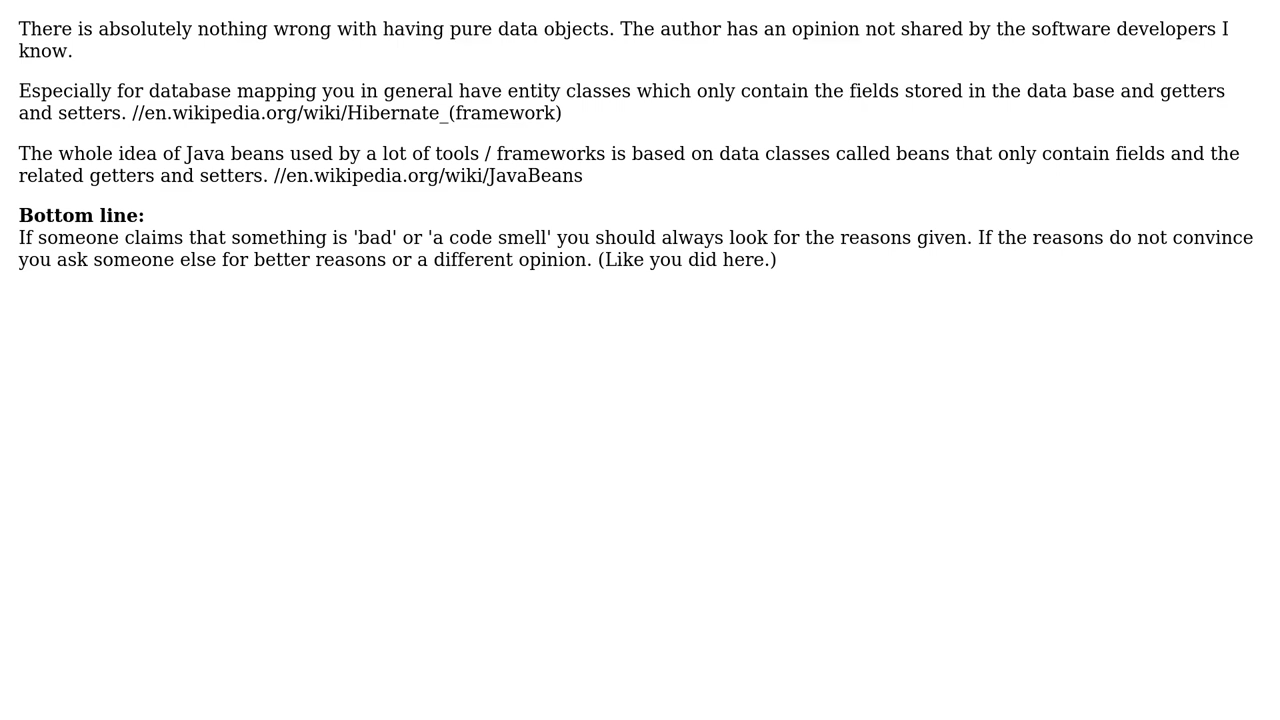 There is absolutely nothing wrong with having pure data objects. The author has an opinion not shared by the software developers I
know.
Especially for database mapping you in general have entity classes which only contain the fields stored in the data base and getters
and setters. //en.wikipedia.org/wiki/Hibernate_(framework)
The whole idea of Java beans used by a lot of tools / frameworks is based on data classes called beans that only contain fields and the
related getters and setters. //en.wikipedia.org/wiki/JavaBeans
Bottom line:
If someone claims that something is 'bad' or 'a code smell' you should always look for the reasons given. If the reasons do not convince
you ask someone else for better reasons or a different opinion. (Like you did here.)